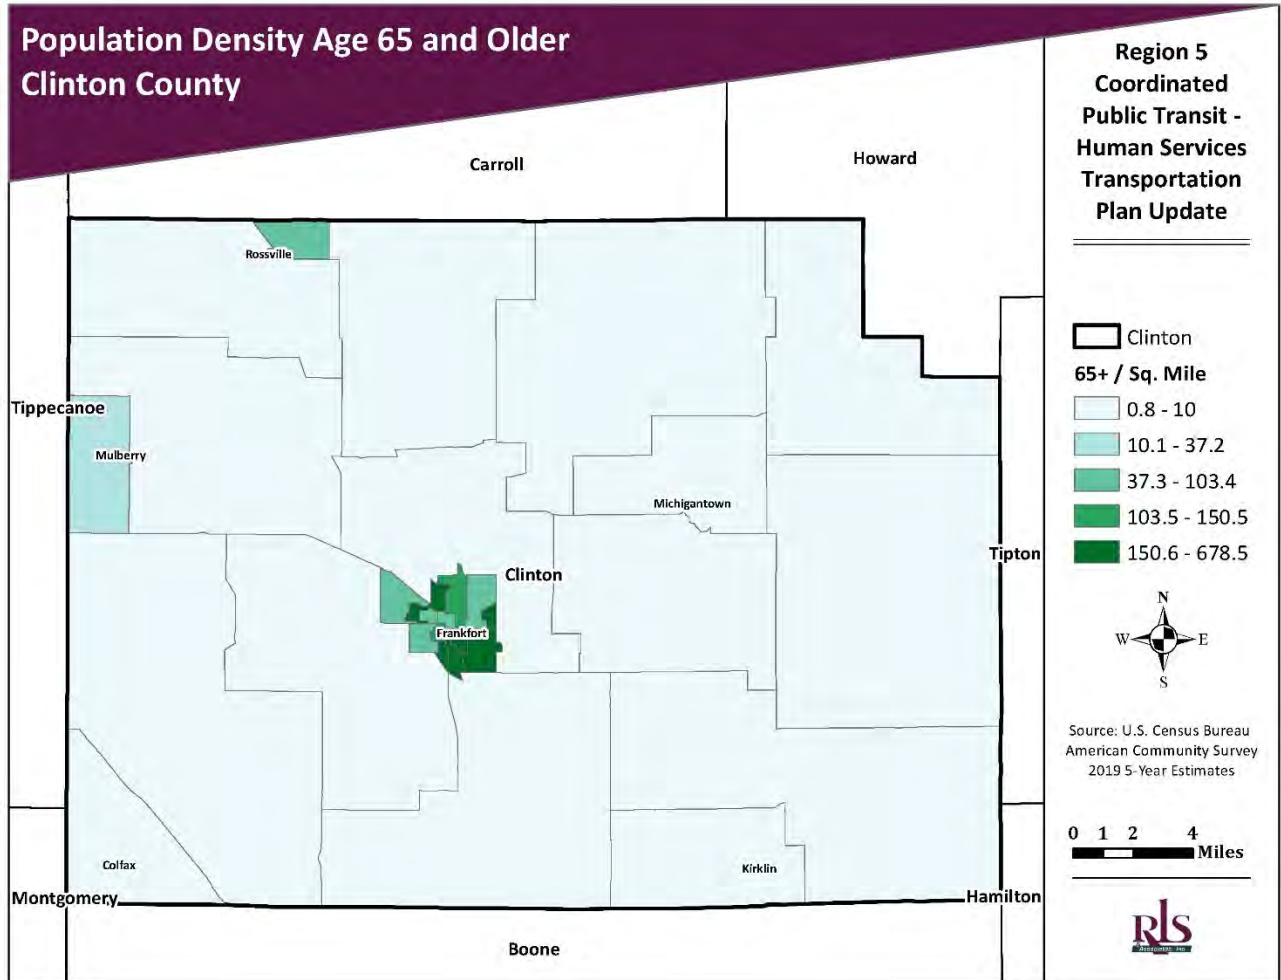 Population Density Age 65 and Older
Clinton County
Region 5
Coordinated
Public Transit -
Human Services
Transportation
Plan Update
Carroll
Howard
Rossville
Tippecanoe
Mulberry
Michigantown
Clinton
Tipton
Frankfort
Colfax
Kirklin
Montgomery
Hamilton
Boone
Clinton
65+ / Sq. Mile
0.8 - 10
10.1 - 37.2
37.3 - 103.4
103.5 - 150.5
150.6 - 678.5
N
W E
S
Source: U.S. Census Bureau
American Community Survey
2019 5-Year Estimates
0 1 2 4
Miles
RLS
& Associates, Inc.